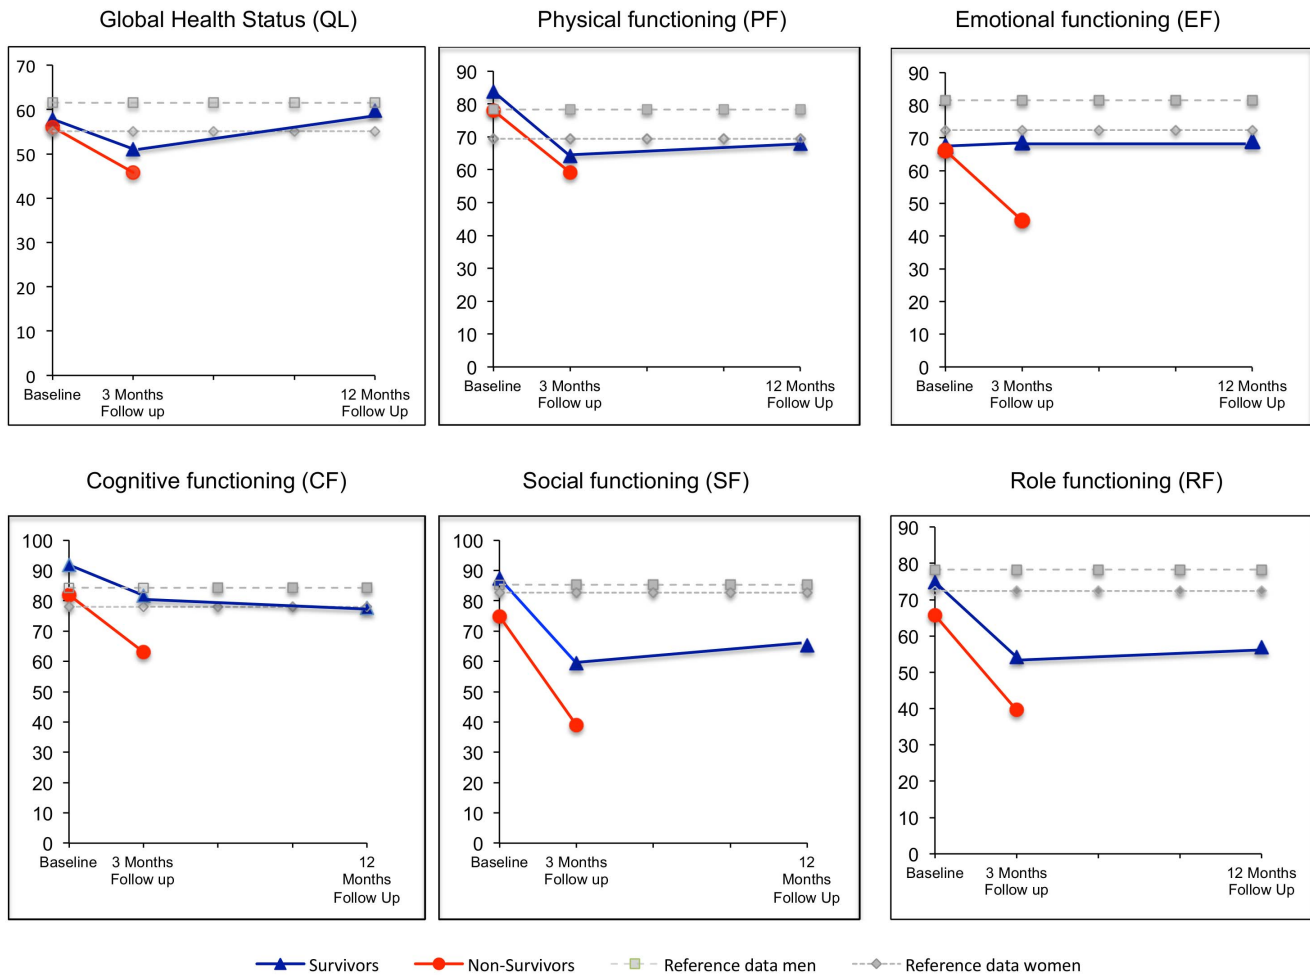 Global Health Status (QL)
70
60
50
40
30
20
10
0
Baseline
3 Months
Follow up
12 Months
Follow Up
Physical functioning (PF)
90
80
70
60
50
40
30
20
10
0
Baseline
3 Months
Follow up
12 Months
Follow Up
Emotional functioning (EF)
90
80
70
60
50
40
30
20
10
0
Baseline
3 Months
Follow up
12 Months
Follow Up
Cognitive functioning (CF)
100
90
80
70
60
50
40
30
20
10
0
Baseline
3 Months
Follow up
12
Months
Follow Up
Social functioning (SF)
100
90
80
70
60
50
40
30
20
10
0
Baseline
3 Months
Follow up
12
Months
Follow Up
Role functioning (RF)
90
80
70
60
50
40
30
20
10
0
Baseline
3 Months
Follow up
12 Months
Follow Up
Survivors
Non-Survivors
Reference data men
Reference data women